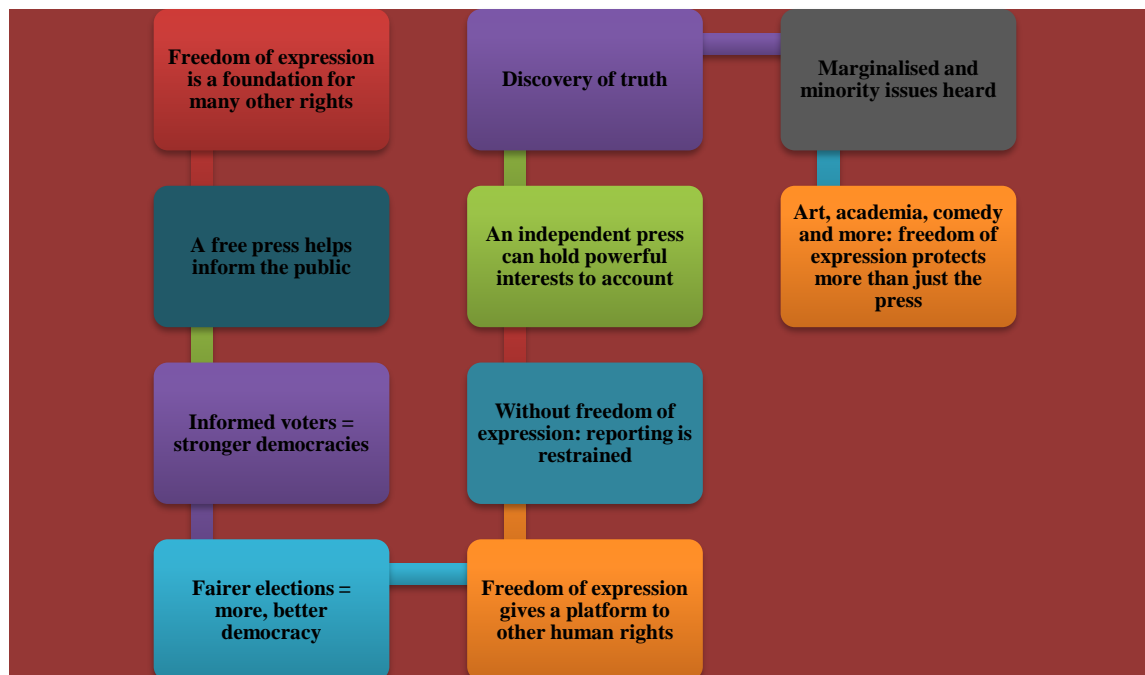 Freedom of expression
is a foundation for
many other rights
A free press helps
inform the public
Informed voters =
stronger democracies
Fairer elections =
more, better
democracy
Freedom of expression
gives a platform to
other human rights
Without freedom of
expression: reporting is
restrained
An independent press
can hold powerful
interests to account
Discovery of truth
Marginalised and
minority issues heard
Art, academia, comedy
and more: freedom of
expression protects
more than just the
press